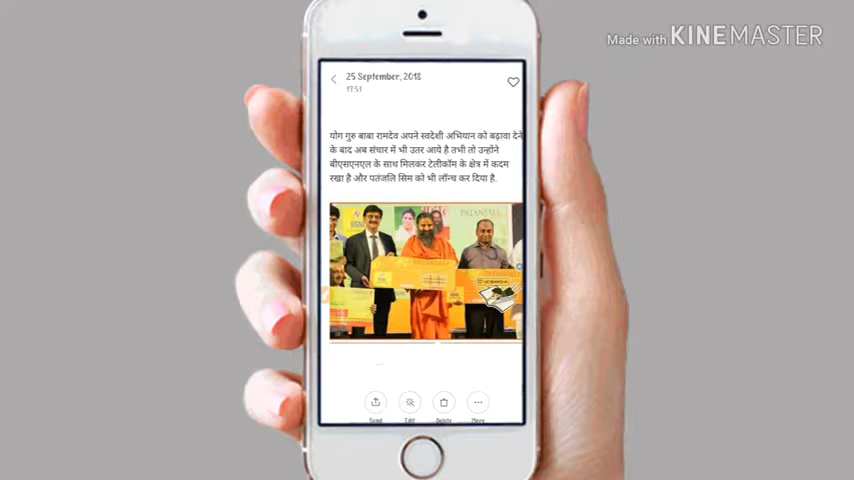 Made with KINEMASTER
25 September, 2018
17:51
योग गुरु बाबा रामदेव अपने स्वदेशी अभियान को बढ़ावा देने
के बाद अब संचार में भी उतर आये है तभी तो उन्होंने
बीएसएनएल के साथ मिलकर टेलीकॉम के क्षेत्र में कदम
रखा है और पतंजलि सिम को भी लॉन्च कर दिया है.
PATANJALI
Send Edit Delete More